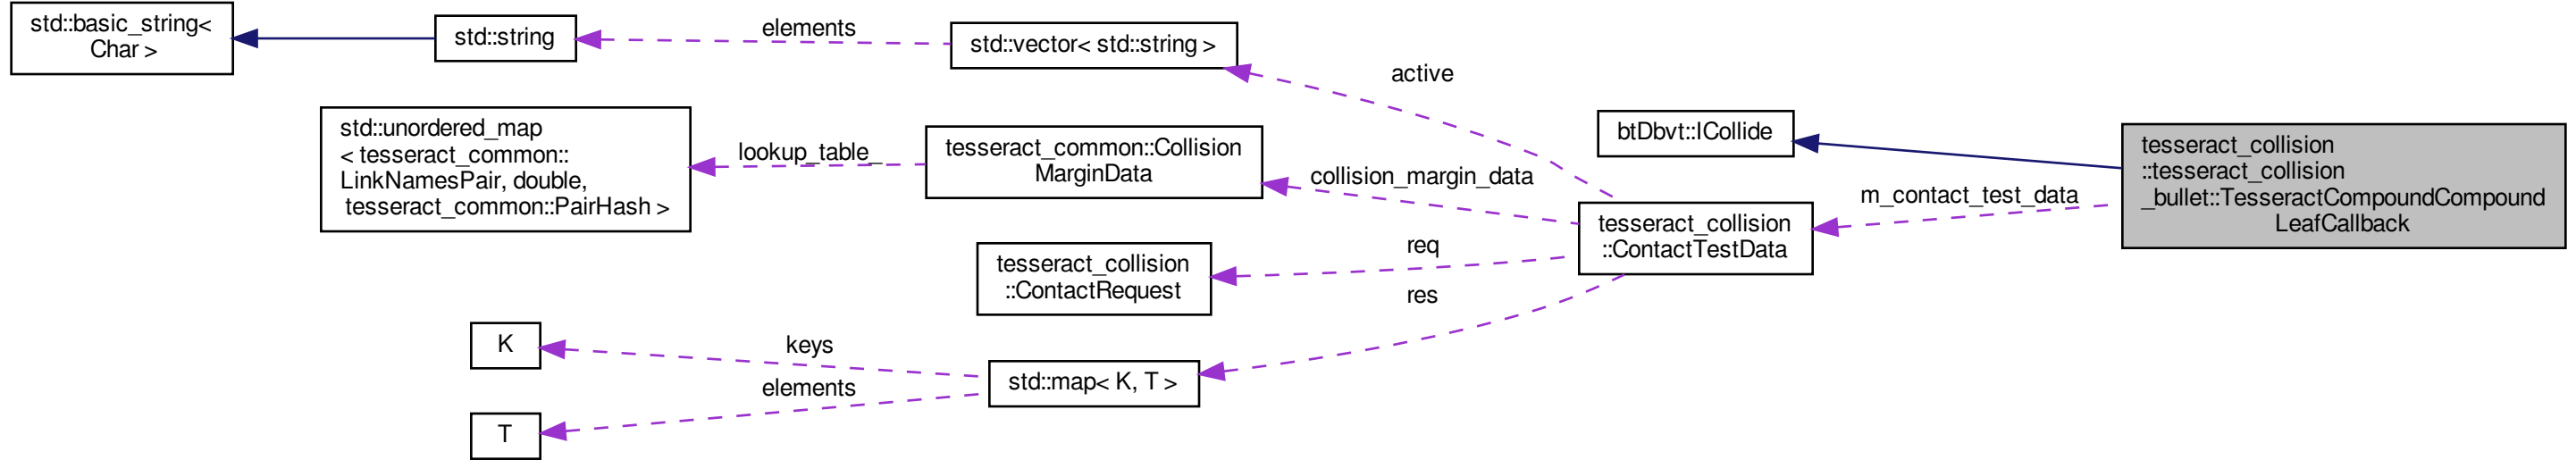 std::basic_string<
Char >
std::string
elements
std::vector< std::string >
active
std::unordered_map
< tesseract_common::
LinkNamesPair, double,
tesseract_common::PairHash >
lookup_table_
tesseract_common::Collision
MarginData
collision_margin_data
btDbvt::ICollide
tesseract_collision
::tesseract_collision
_bullet::TesseractCompoundCompound
LeafCallback
m_contact_test_data
tesseract_collision
::ContactTestData
req
tesseract_collision
::ContactRequest
res
K
keys
std::map< K, T >
elements
T